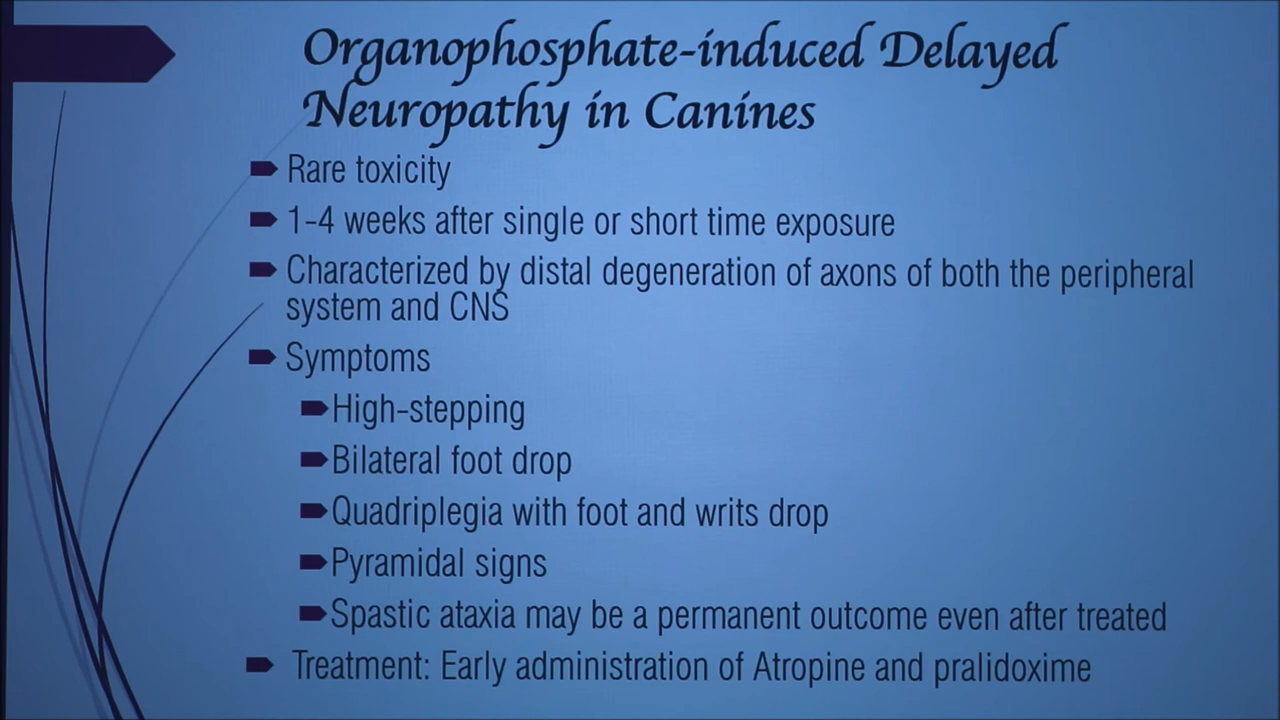 Organophosphate-induced Delayed
Neuropathy in Canines
Rare toxicity
1-4 weeks after single or short time exposure
Characterized by distal degeneration of axons of both the peripheral
system and CNS
Symptoms
High-stepping
Bilateral foot drop
Quadriplegia with foot and writs drop
Pyramidal signs
Spastic ataxia may be a permanent outcome even after treated
Treatment: Early administration of Atropine and pralidoxime